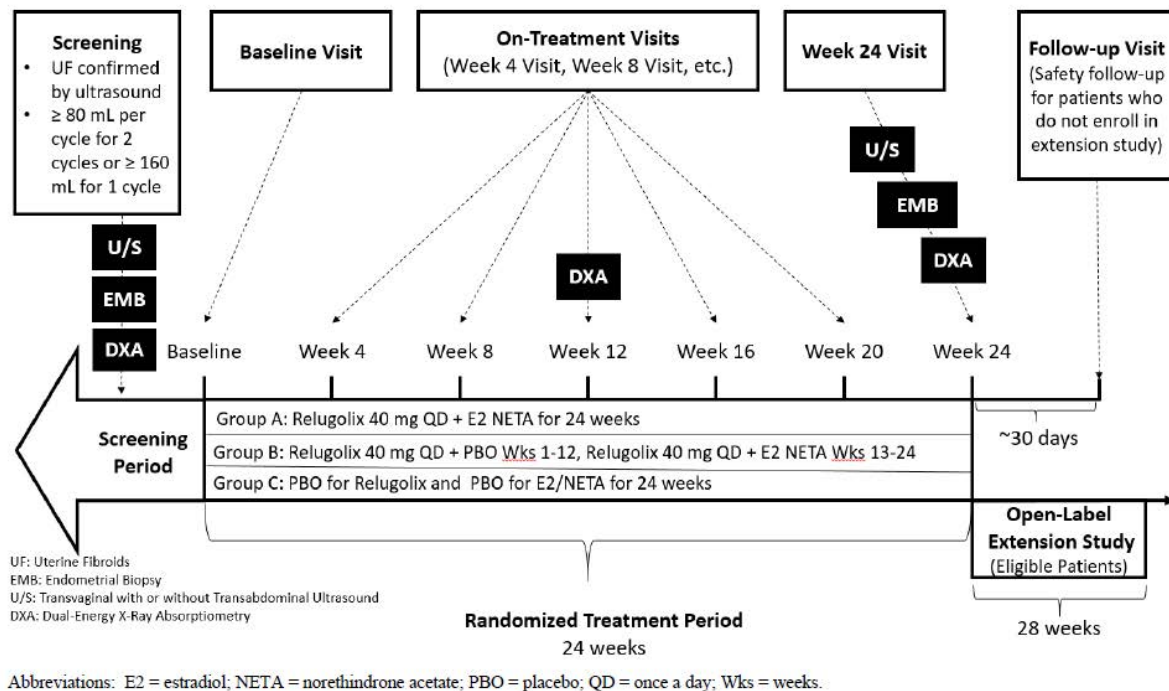 Screening
• UF confirmed
by ultrasound
• ≥ 80 mL per
cycle for 2
cycles or ≥ 160
mL for 1 cycle
Baseline Visit
On-Treatment Visits
(Week 4 Visit, Week 8 Visit, etc.)
Week 24 Visit
Follow-up Visit
(Safety follow-up
for patients who
do not enroll in
extension study)
U/S
EMB
DXA
DXA
U/S
EMB
DXA
Baseline
Week 4
Week 8
Week 12
Week 16
Week 20
Week 24
Screening
Period
Group A: Relugolix 40 mg QD + E2 NETA for 24 weeks
Group B: Relugolix 40 mg QD + PBO Wks 1-12, Relugolix 40 mg QD + E2 NETA Wks 13-24
Group C: PBO for Relugolix and PBO for E2/NETA for 24 weeks
~30 days
Open-Label
Extension Study
(Eligible Patients)
28 weeks
UF: Uterine Fibroids
EMB: Endometrial Biopsy
U/S: Transvaginal with or without Transabdominal Ultrasound
DXA: Dual-Energy X-Ray Absorptiometry
Randomized Treatment Period
24 weeks
Abbreviations: E2 = estradiol; NETA = norethindrone acetate; PBO = placebo; QD = once a day; Wks = weeks.